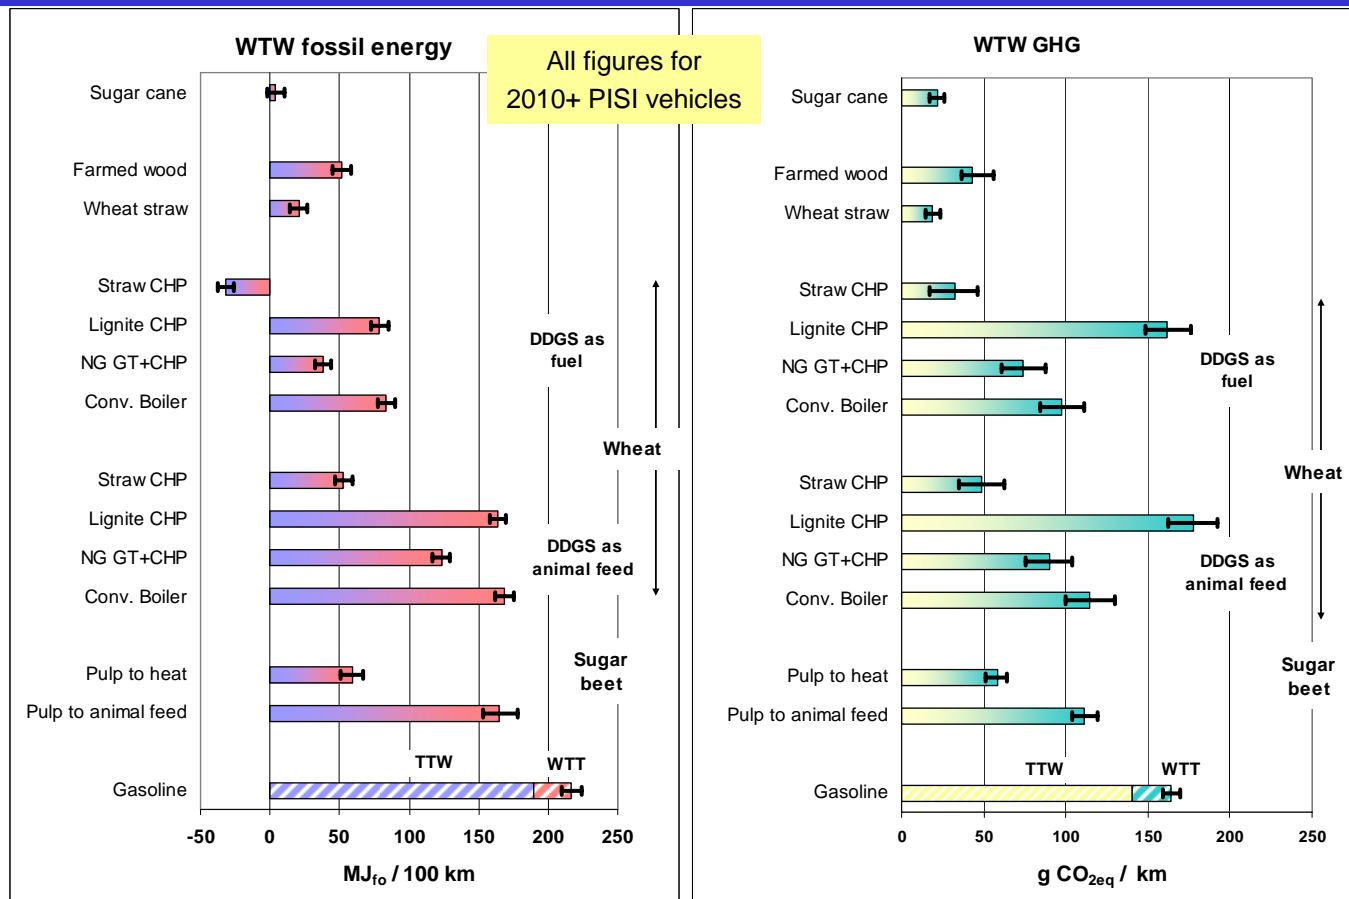 WTW fossil energy
All figures for
2010+ PISI vehicles
Sugar cane
Farmed wood
Wheat straw
Straw CHP
Lignite CHP
NG GT+CHP
Conv. Boiler
DDGS as
fuel
Wheat
Straw CHP
Lignite CHP
NG GT+CHP
Conv. Boiler
DDGS as
animal feed
Pulp to heat
Pulp to animal feed
Sugar
beet
TTW
WTT
Gasoline
-50 0 50 100 150 200 250
MJfo / 100 km
WTW GHG
Sugar cane
Farmed wood
Wheat straw
Straw CHP
Lignite CHP
NG GT+CHP
Conv. Boiler
DDGS as
fuel
Wheat
Straw CHP
Lignite CHP
NG GT+CHP
Conv. Boiler
DDGS as
animal feed
Pulp to heat
Pulp to animal feed
Sugar
beet
TTW
WTT
Gasoline
0 50 100 150 200 250
g CO2eq / km